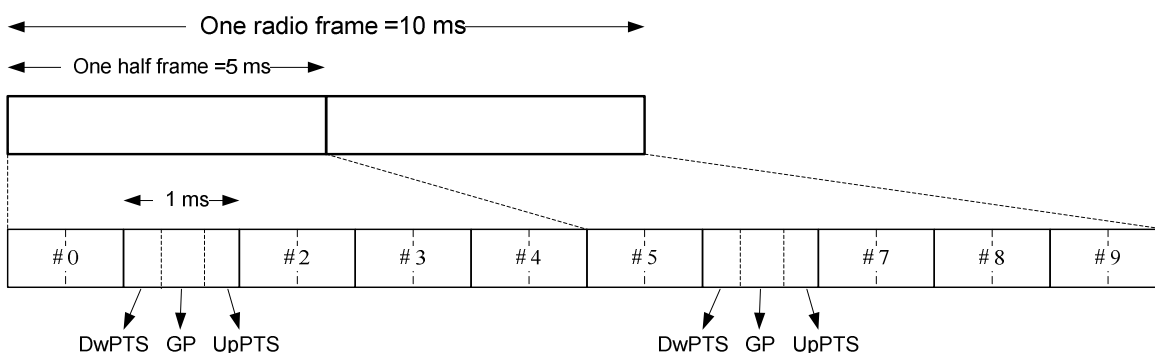 One radio frame =10 ms
One half frame =5 ms
1 ms
#0 #2 #3 #4 #5 #7 #8 #9
DwPTS GP UpPTS DwPTS GP UpPTS